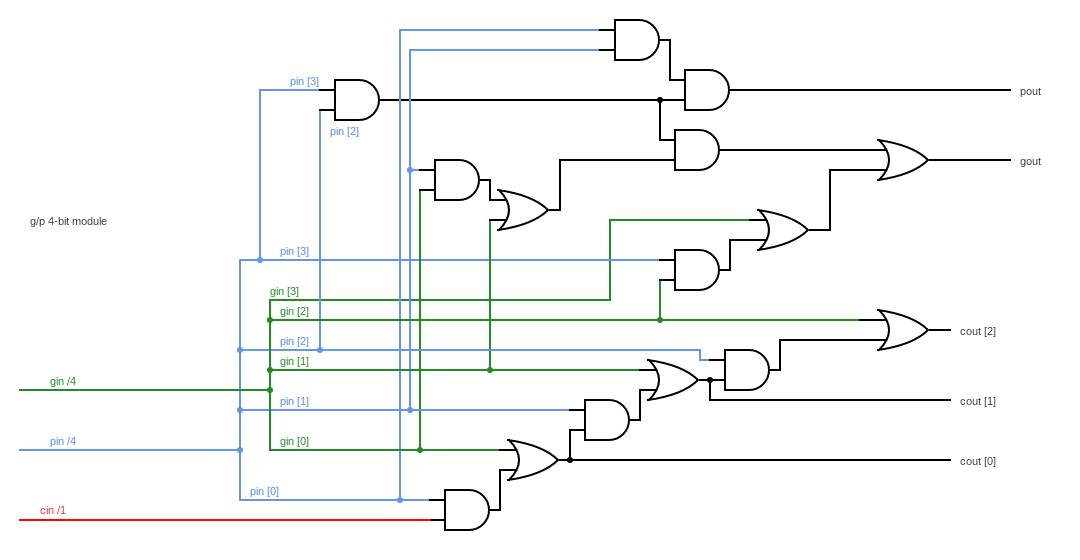 pin [3]
pout
pin [2]
gout
g/p 4-bit module
pin [3]
gin [3]
gin [2]
cout [2]
pin [2]
gin [1]
gin /4
pin [1]
cout [1]
pin /4
gin [0]
cout [0]
pin [0]
cin /1